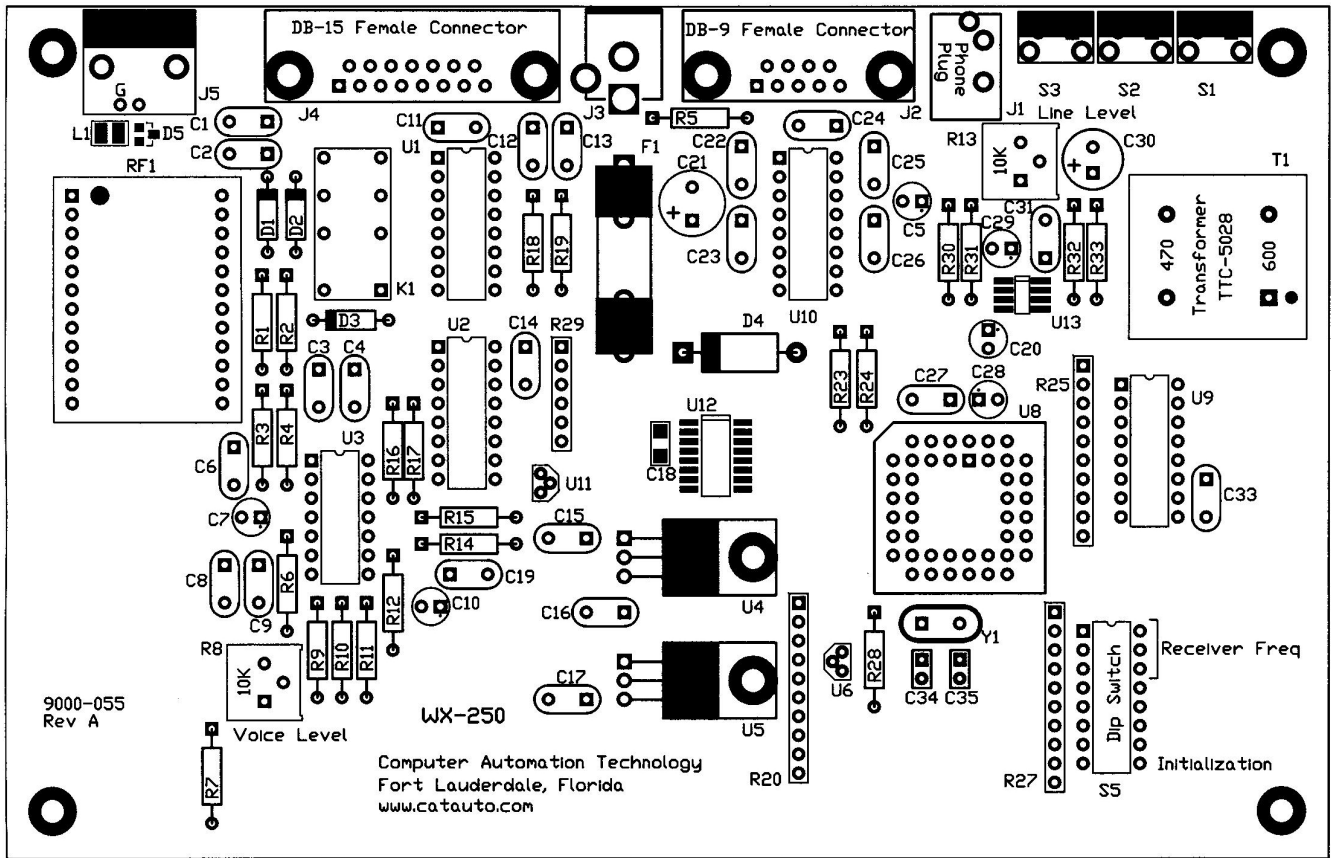 DB-15 Female Connector
DB-9 Female Connector
Phone
Plug
S3
S2
S1
G
J5
J4
J3
J2
J1
Line Level
L1
D5
C1
C2
C11
U1
C12
C13
F1
R5
C21
C22
C24
C25
R13
10K
C30
T1
RF1
D1
D2
K1
R18
R19
C23
C5
C26
U10
R30
R31
C29
C31
R32
R33
U13
470
Transformer
TTC-5028
600
R1
R2
D3
U2
C14
R29
D4
C20
C3
C4
R23
R24
C27
C28
R25
U9
U8
R3
R4
U3
R16
R17
U12
C18
C6
U11
C33
C7
R15
R14
C15
C8
C9
R6
R12
C19
C10
U4
C16
R8
10K
R9
R10
R11
C17
U5
U6
R28
Y1
C34
C35
Dip Switch
Receiver Freq
9000-055
Rev A
Voice Level
WX-250
R7
Computer Automation Technology
Fort Lauderdale, Florida
www.catauto.com
R20
R27
S5
Initialization